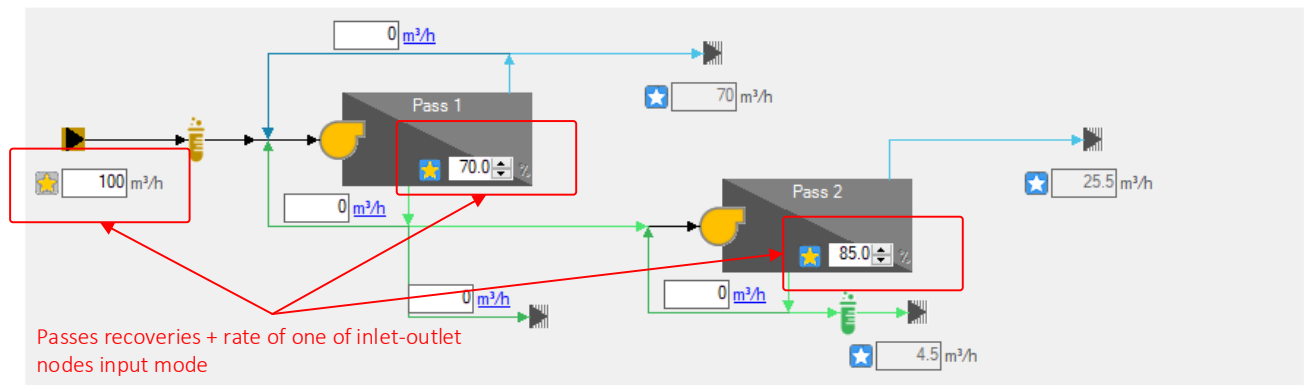 0 m³/h
Pass 1
70 m³/h
70.0 %
100 m³/h
Pass 2
25.5 m³/h
0 m³/h
85.0 %
0 m³/h
0 m³/h
Passes recoveries + rate of one of inlet-outlet
nodes input mode
4.5 m³/h